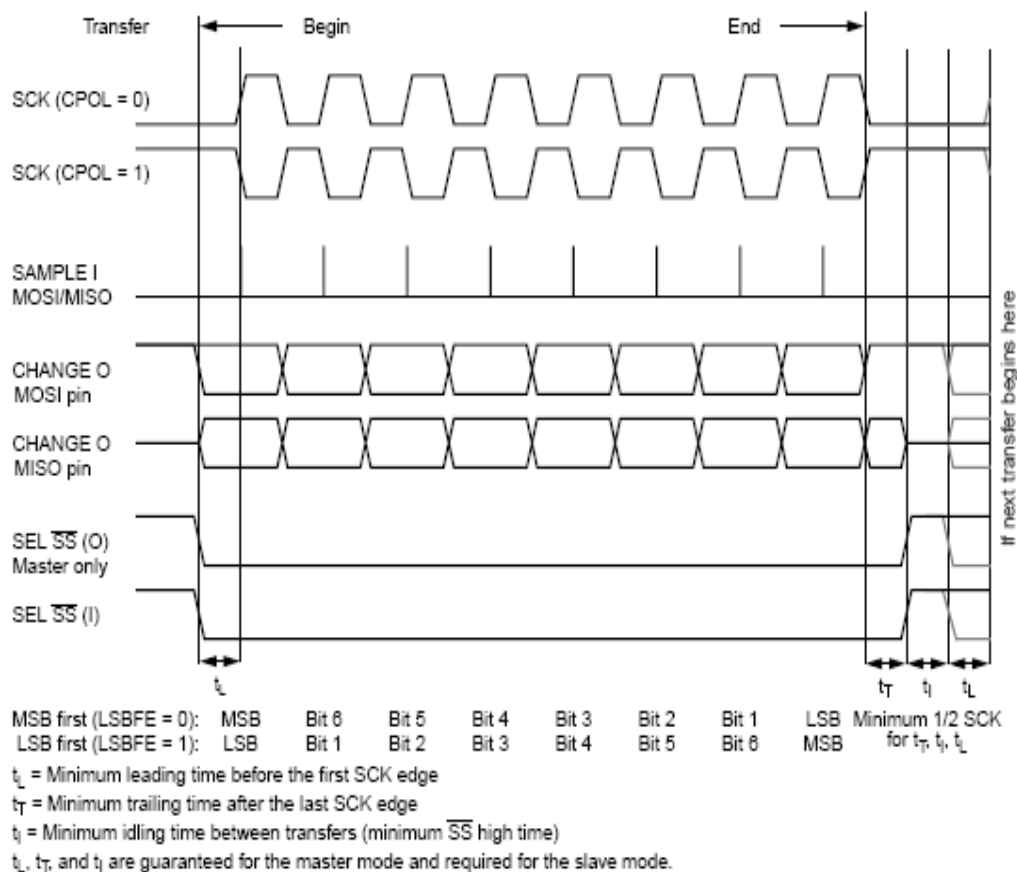 Transfer Begin End
SCK (CPOL = 0)
SCK (CPOL = 1)
SAMPLE I
MOSI/MISO
CHANGE O
MOSI pin
CHANGE O
MISO pin
SEL SS (O)
Master only
SEL SS (I)
If next transfer begins here
tL tT tI tL
MSB first (LSBFE = 0): MSB Bit 6 Bit 5 Bit 4 Bit 3 Bit 2 Bit 1 LSB Minimum 1/2 SCK
LSB first (LSBFE = 1): LSB Bit 1 Bit 2 Bit 3 Bit 4 Bit 5 Bit 6 MSB for tT, tI, tL
tL = Minimum leading time before the first SCK edge
tT = Minimum trailing time after the last SCK edge
tI = Minimum idling time between transfers (minimum SS high time)
tL, tT, and tI are guaranteed for the master mode and required for the slave mode.